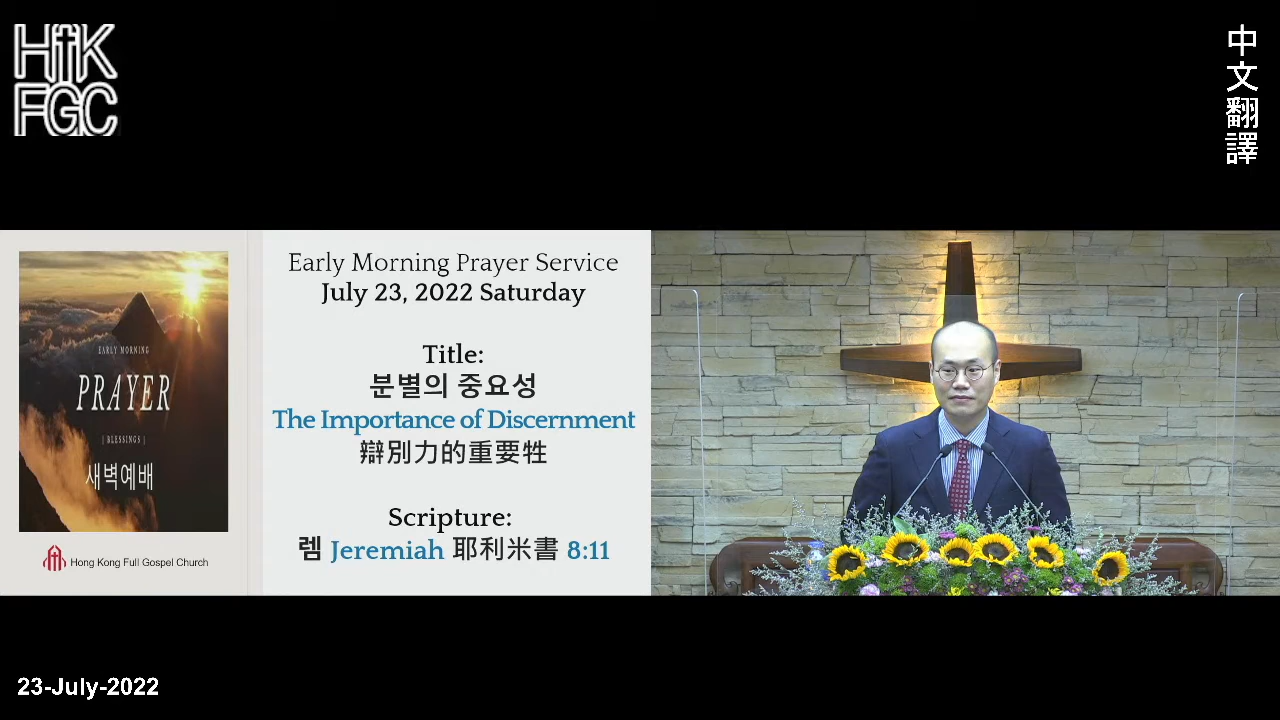 HK
FGC
中文翻譯
EARLY MORNING
PRAYER
| BLESSINGS |
새벽예배
Hong Kong Full Gospel Church
Early Morning Prayer Service
July 23, 2022 Saturday
Title:
분별의 중요성
The Importance of Discernment
辯別力的重要牲
Scripture:
렘 Jeremiah 耶利米書 8:11
23-July-2022